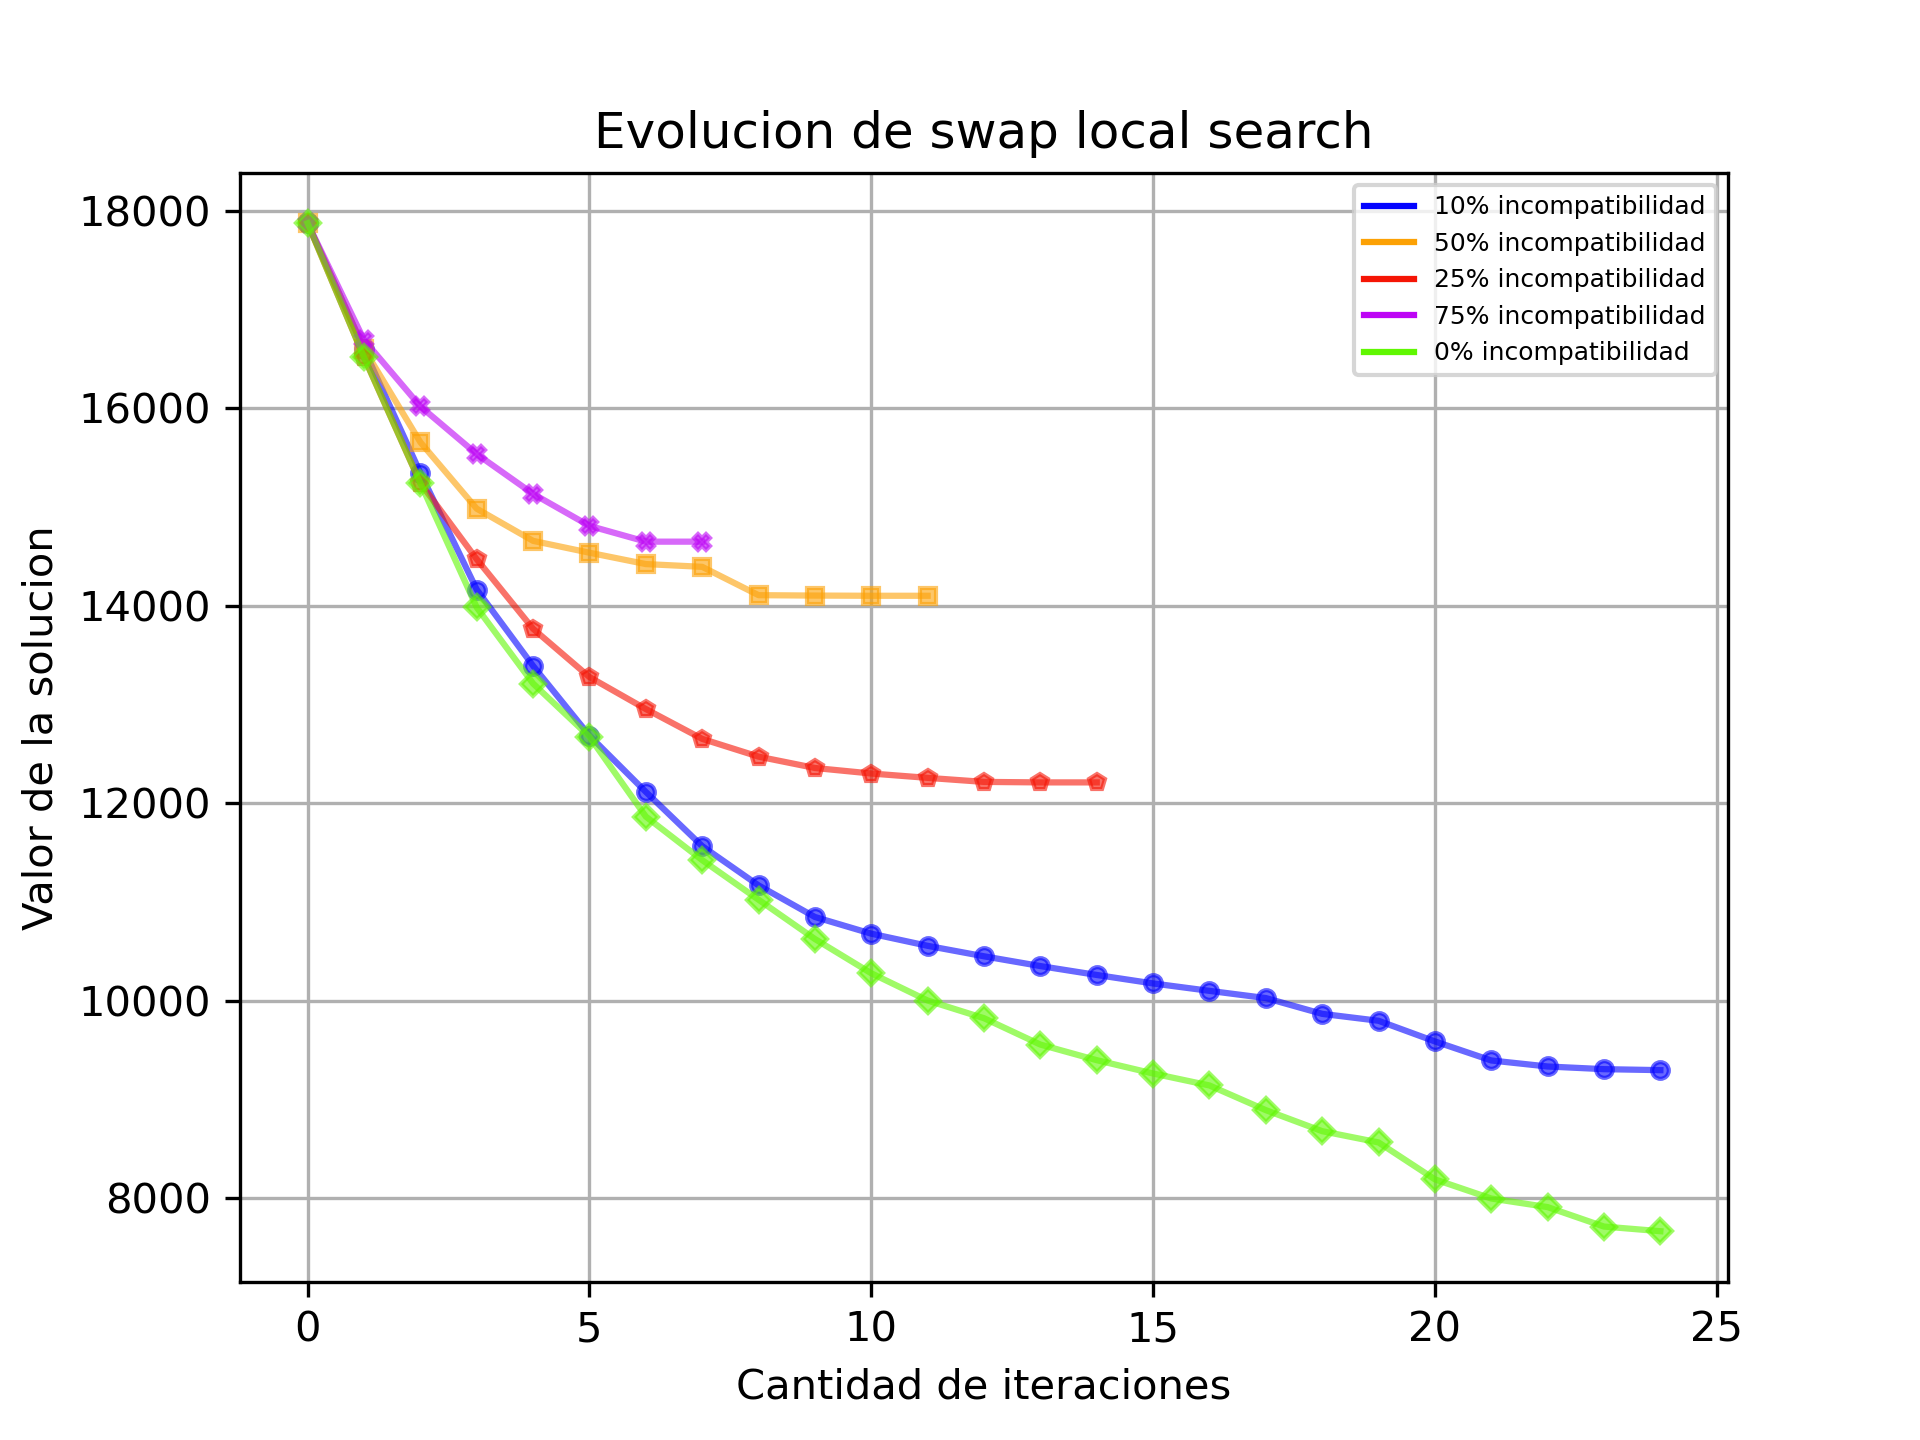 Evolucion de swap local search
18000
16000
14000
12000
10000
8000
Valor de la solucion
10% incompatibilidad
50% incompatibilidad
25% incompatibilidad
75% incompatibilidad
0% incompatibilidad
0 5 10 15 20 25
Cantidad de iteraciones